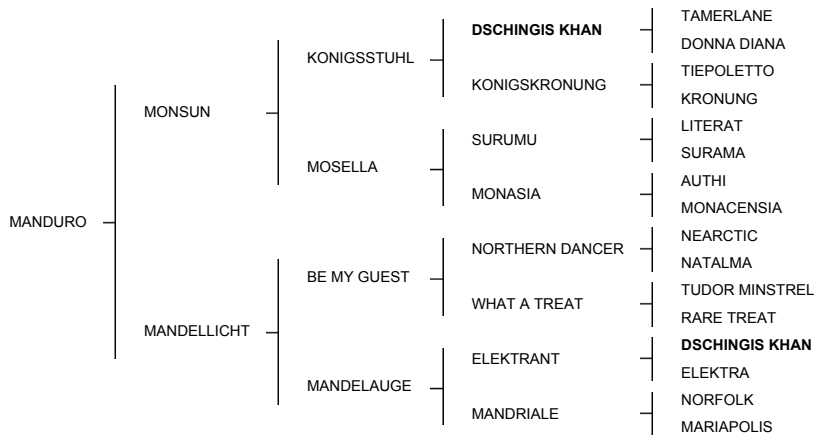 TAMERLANE
DSCHINGIS KHAN
DONNA DIANA
KONIGSSTUHL
TIEPOLETTO
KONIGSKRONUNG
KRONUNG
MONSUN
LITERAT
SURUMU
SURAMA
MOSELLA
AUTHI
MONASIA
MONACENSIA
MANDURO
NEARCTIC
NORTHERN DANCER
NATALMA
BE MY GUEST
TUDOR MINSTREL
WHAT A TREAT
RARE TREAT
MANDELLICHT
DSCHINGIS KHAN
ELEKTRANT
ELEKTRA
MANDELAUGE
NORFOLK
MANDRIALE
MARIAPOLIS